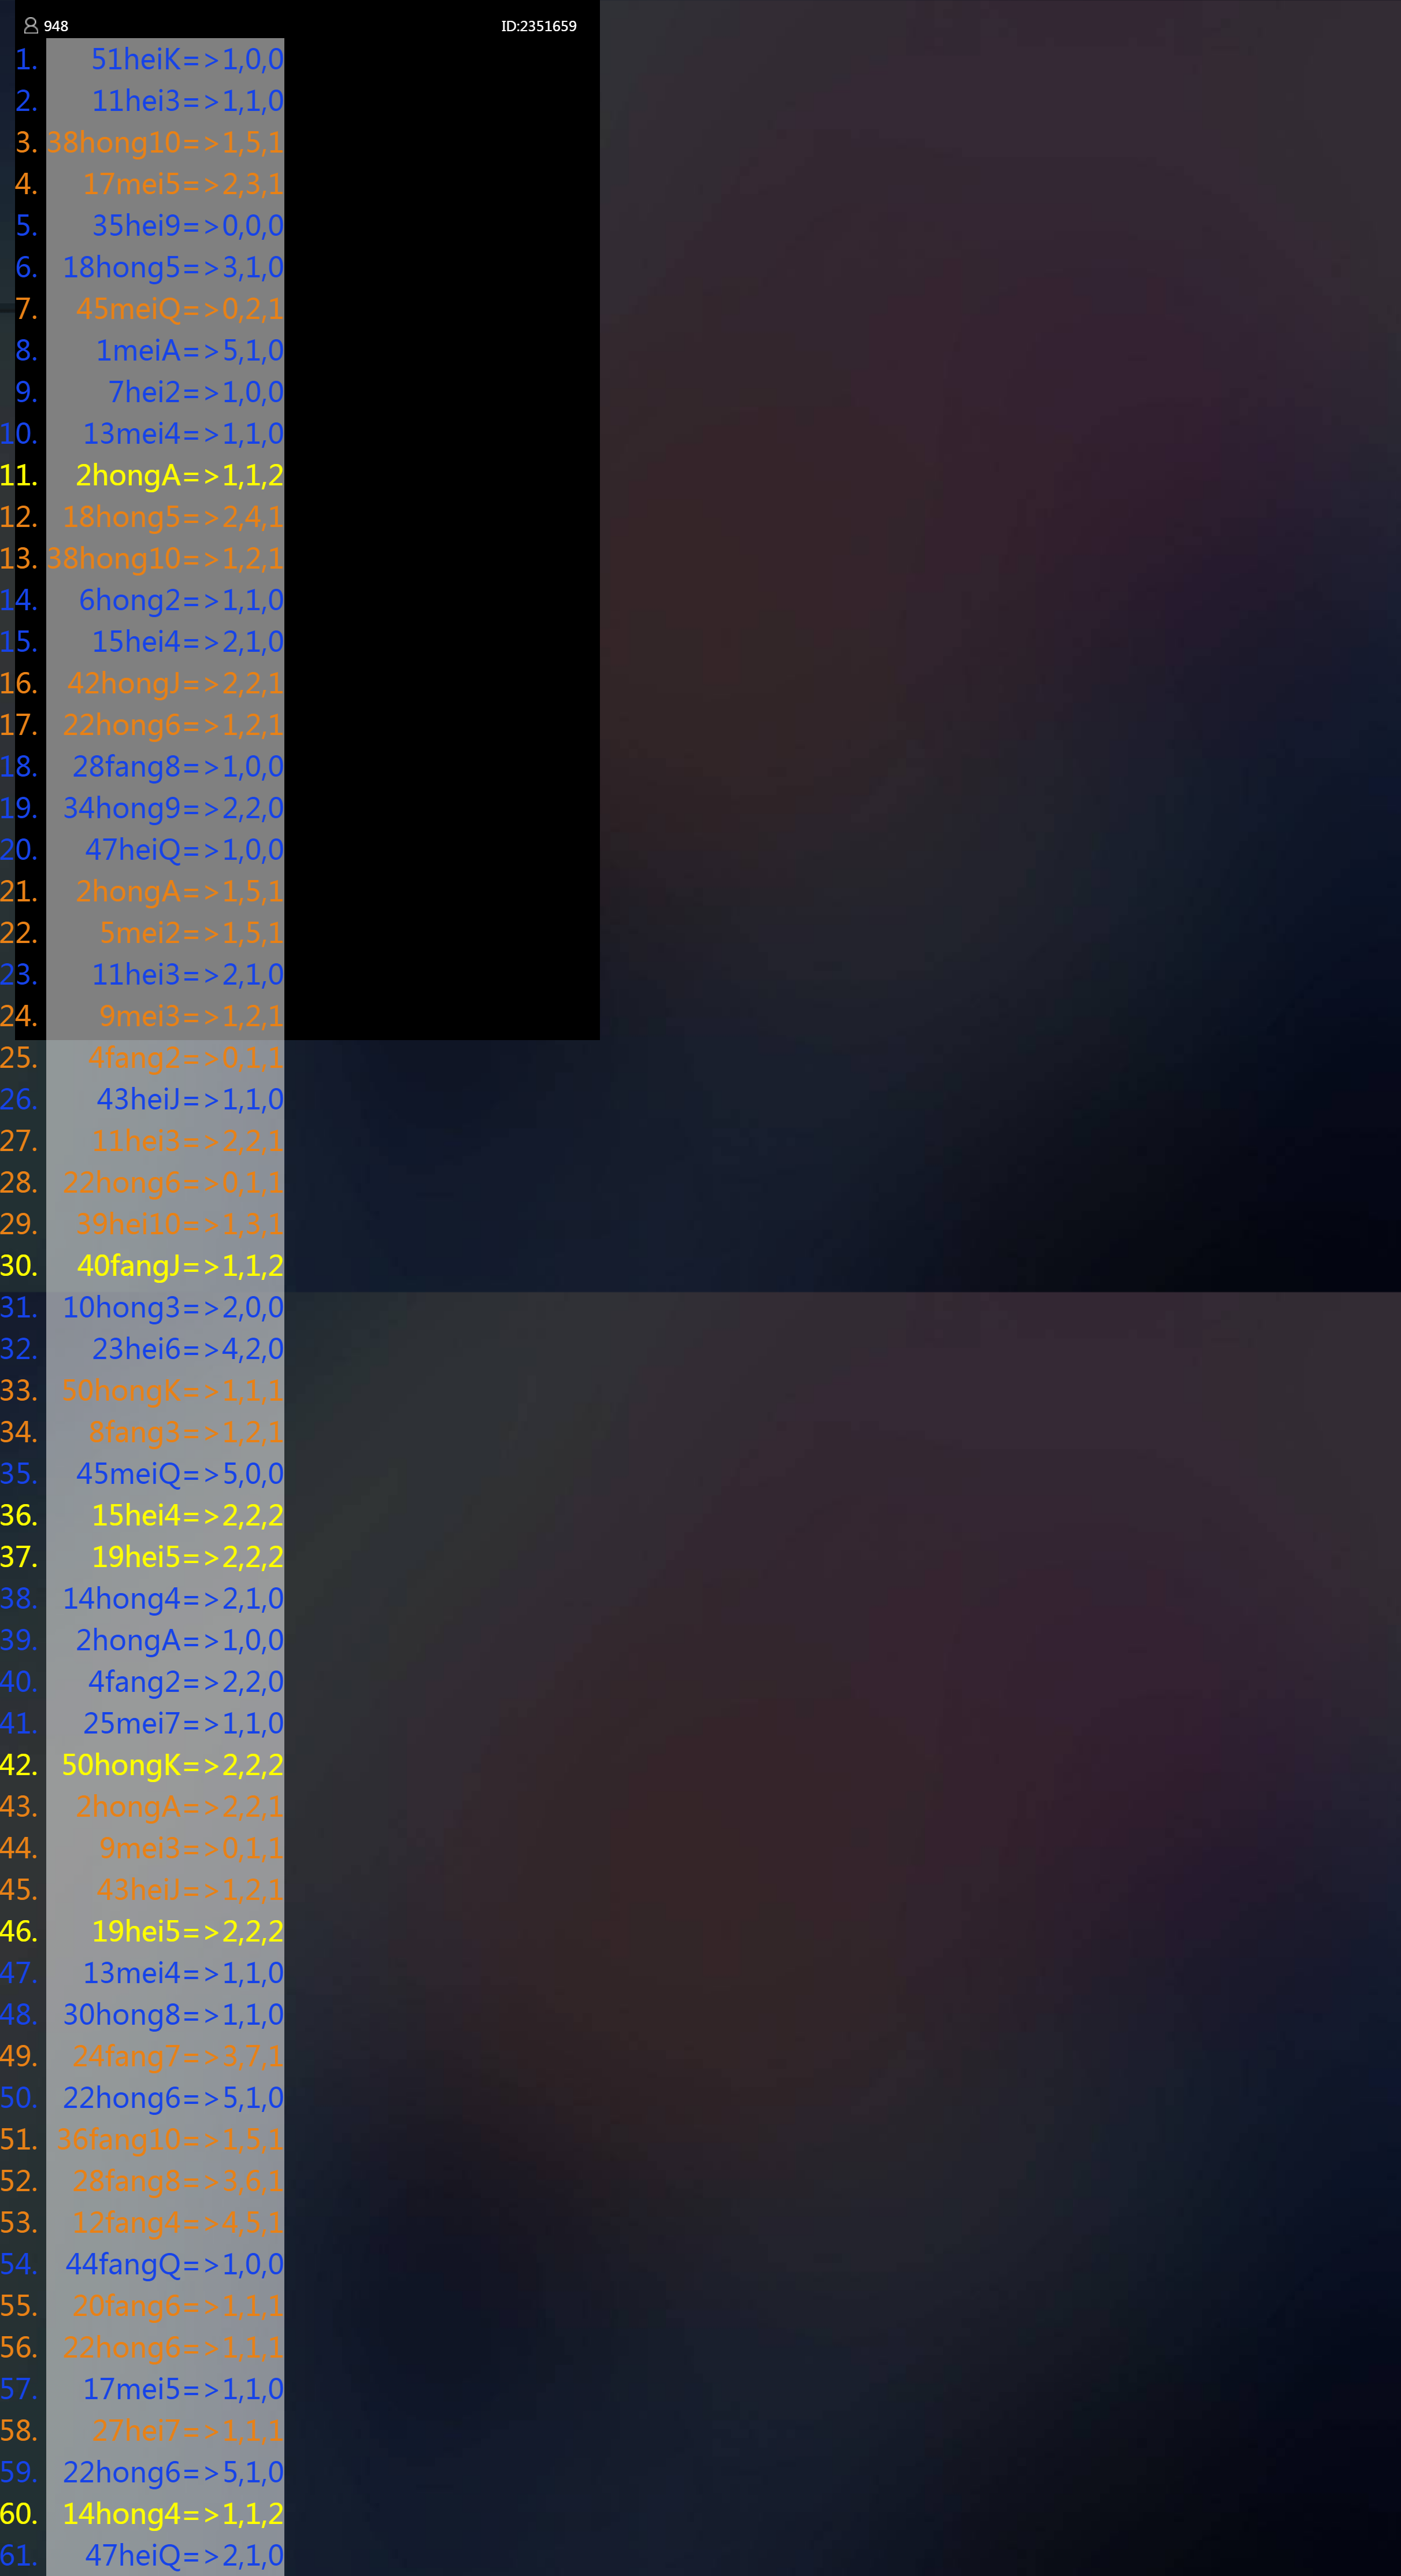 948 ID:2351659
1. 51heiK=>1,0,0
2. 11hei3=>1,1,0
3. 38hong10=>1,5,1
4. 17mei5=>2,3,1
5. 35hei9=>0,0,0
6. 18hong5=>3,1,0
7. 45meiQ=>0,2,1
8. 1meiA=>5,1,0
9. 7hei2=>1,0,0
10. 13mei4=>1,1,0
11. 2hongA=>1,1,2
12. 18hong5=>2,4,1
13. 38hong10=>1,2,1
14. 6hong2=>1,1,0
15. 15hei4=>2,1,0
16. 42hongJ=>2,2,1
17. 22hong6=>1,2,1
18. 28fang8=>1,0,0
19. 34hong9=>2,2,0
20. 47heiQ=>1,0,0
21. 2hongA=>1,5,1
22. 5mei2=>1,5,1
23. 11hei3=>2,1,0
24. 9mei3=>1,2,1
25. 4fang2=>0,1,1
26. 43heiJ=>1,1,0
27. 11hei3=>2,2,1
28. 22hong6=>0,1,1
29. 39hei10=>1,3,1
30. 40fangJ=>1,1,2
31. 10hong3=>2,0,0
32. 23hei6=>4,2,0
33. 50hongK=>1,1,1
34. 8fang3=>1,2,1
35. 45meiQ=>5,0,0
36. 15hei4=>2,2,2
37. 19hei5=>2,2,2
38. 14hong4=>2,1,0
39. 2hongA=>1,0,0
40. 4fang2=>2,2,0
41. 25mei7=>1,1,0
42. 50hongK=>2,2,2
43. 2hongA=>2,2,1
44. 9mei3=>0,1,1
45. 43heiJ=>1,2,1
46. 19hei5=>2,2,2
47. 13mei4=>1,1,0
48. 30hong8=>1,1,0
49. 24fang7=>3,7,1
50. 22hong6=>5,1,0
51. 36fang10=>1,5,1
52. 28fang8=>3,6,1
53. 12fang4=>4,5,1
54. 44fangQ=>1,0,0
55. 20fang6=>1,1,1
56. 22hong6=>1,1,1
57. 17mei5=>1,1,0
58. 27hei7=>1,1,1
59. 22hong6=>5,1,0
60. 14hong4=>1,1,2
61. 47heiQ=>2,1,0